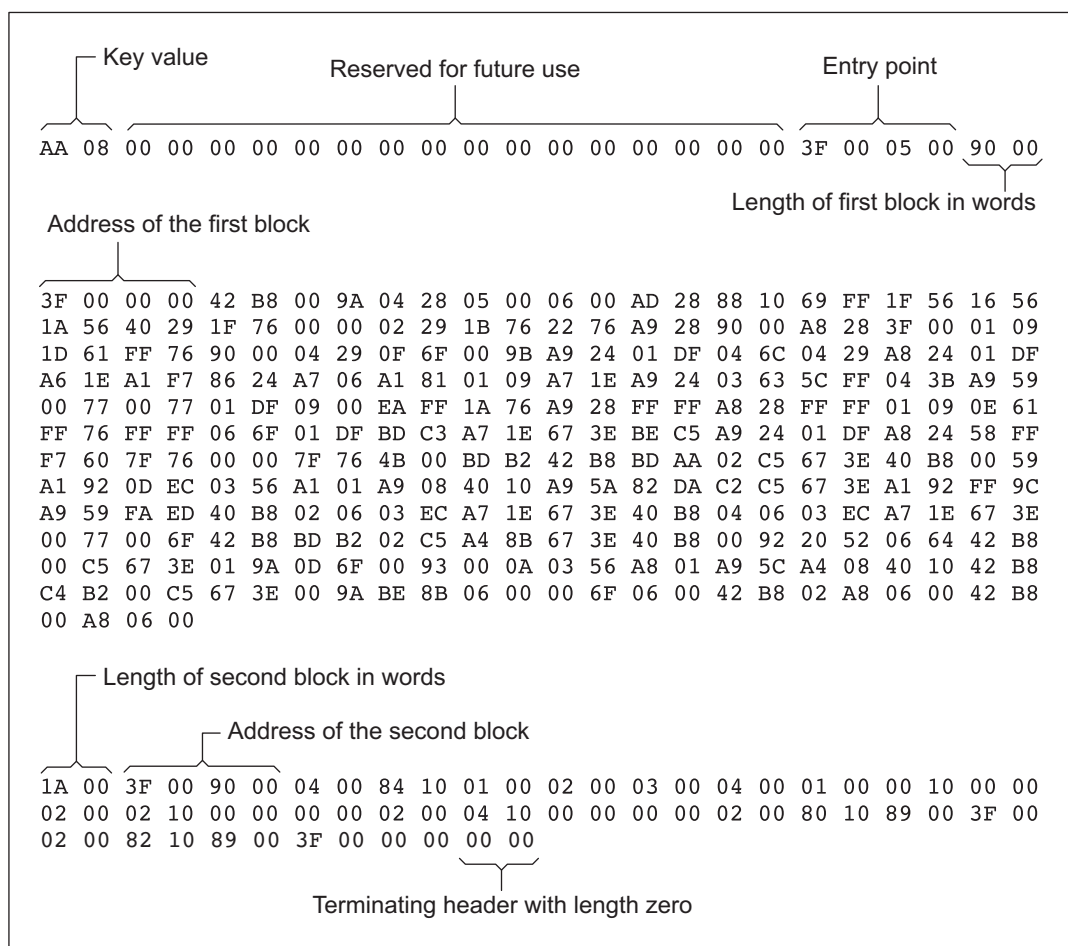 Key value
Reserved for future use
Entry point
AA 08 00 00 00 00 00 00 00 00 00 00 00 00 00 00 00 00 3F 00 05 00 90 00
Length of first block in words
Address of the first block
3F 00 00 00 42 B8 00 9A 04 28 05 00 06 00 AD 28 88 10 69 FF 1F 56 16 56
1A 56 40 29 1F 76 00 00 02 29 1B 76 22 76 A9 28 90 00 A8 28 3F 00 01 09
1D 61 FF 76 90 00 04 29 0F 6F 00 9B A9 24 01 DF 04 6C 04 29 A8 24 01 DF
A6 1E A1 F7 86 24 A7 06 A1 81 01 09 A7 1E A9 24 03 63 5C FF 04 3B A9 59
00 77 00 77 01 DF 09 00 EA FF 1A 76 A9 28 FF FF A8 28 FF FF 01 09 0E 61
FF 76 FF FF 06 6F 01 DF BD C3 A7 1E 67 3E BE C5 A9 24 01 DF A8 24 58 FF
F7 60 7F 76 00 00 7F 76 4B 00 BD B2 42 B8 BD AA 02 C5 67 3E 40 B8 00 59
A1 92 0D EC 03 56 A1 01 A9 08 40 10 A9 5A 82 DA C2 C5 67 3E A1 92 FF 9C
A9 59 FA ED 40 B8 02 06 03 EC A7 1E 67 3E 40 B8 04 06 03 EC A7 1E 67 3E
00 77 00 6F 42 B8 BD B2 02 C5 A4 8B 67 3E 40 B8 00 92 20 52 06 64 42 B8
00 C5 67 3E 01 9A 0D 6F 00 93 00 0A 03 56 A8 01 A9 5C A4 08 40 10 42 B8
C4 B2 00 C5 67 3E 00 9A BE 8B 06 00 00 6F 06 00 42 B8 02 A8 06 00 42 B8
00 A8 06 00
Length of second block in words
Address of the second block
1A 00 3F 00 90 00 04 00 84 10 01 00 02 00 03 00 04 00 01 00 00 10 00 00
02 00 02 10 00 00 00 00 02 00 04 10 00 00 00 00 02 00 80 10 89 00 3F 00
02 00 82 10 89 00 3F 00 00 00 00 00
Terminating header with length zero